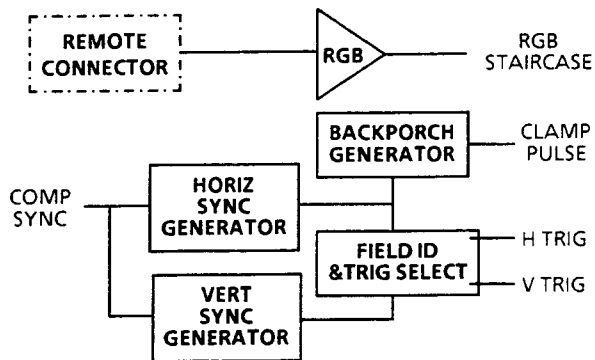 REMOTE
CONNECTOR
RGB
RGB
STAIRCASE
BACKPORCH
GENERATOR
CLAMP
PULSE
COMP
SYNC
HORIZ
SYNC
GENERATOR
FIELD ID
&TRIG SELECT
H TRIG
V TRIG
VERT
SYNC
GENERATOR